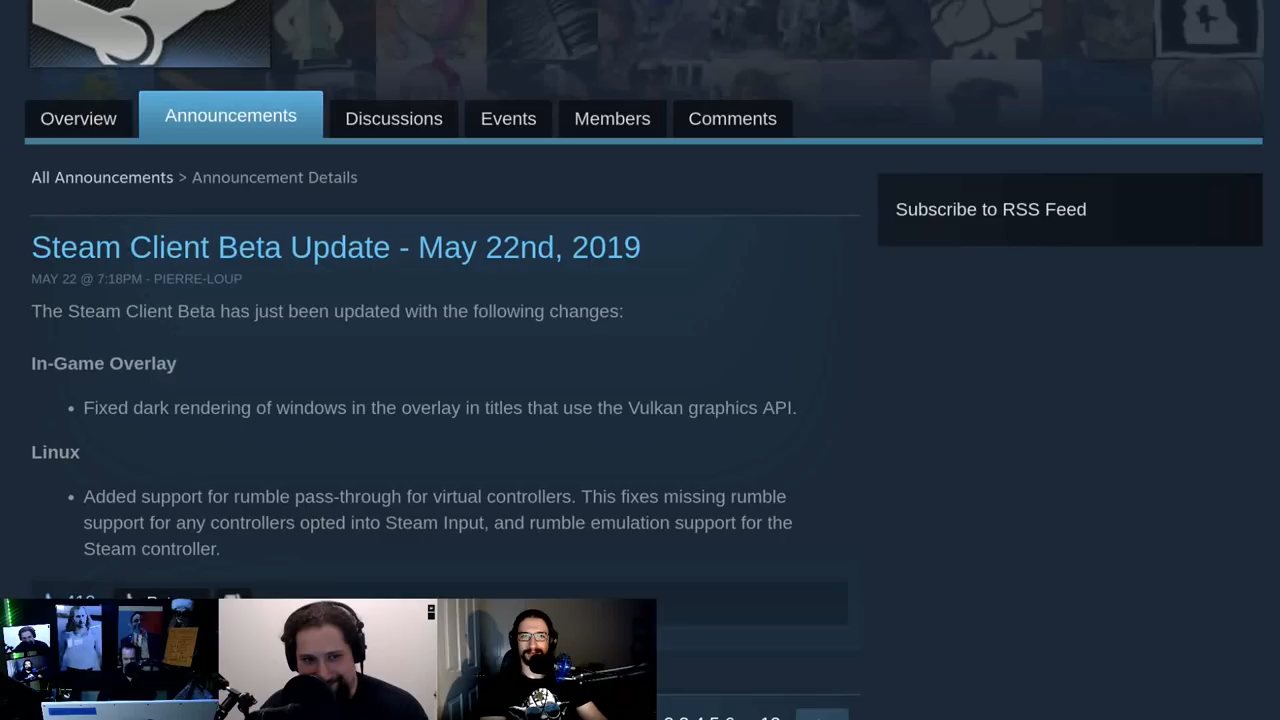 Overview
Announcements
Discussions
Events
Members
Comments
All Announcements > Announcement Details
Subscribe to RSS Feed
Steam Client Beta Update - May 22nd, 2019
MAY 22 @ 7:18PM - PIERRE-LOUP
The Steam Client Beta has just been updated with the following changes:
In-Game Overlay
• Fixed dark rendering of windows in the overlay in titles that use the Vulkan graphics API.
Linux
• Added support for rumble pass-through for virtual controllers. This fixes missing rumble
support for any controllers opted into Steam Input, and rumble emulation support for the
Steam controller.